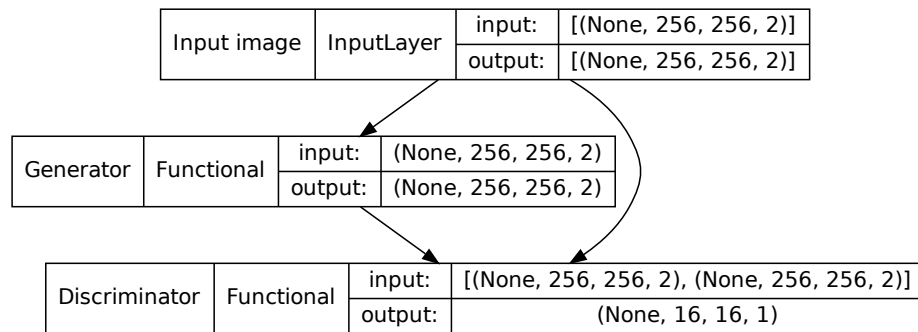 Input image InputLayer input: [(None, 256, 256, 2)]
output: [(None, 256, 256, 2)]
Generator Functional input: (None, 256, 256, 2)
output: (None, 256, 256, 2)
Discriminator Functional input: [(None, 256, 256, 2), (None, 256, 256, 2)]
output: (None, 16, 16, 1)